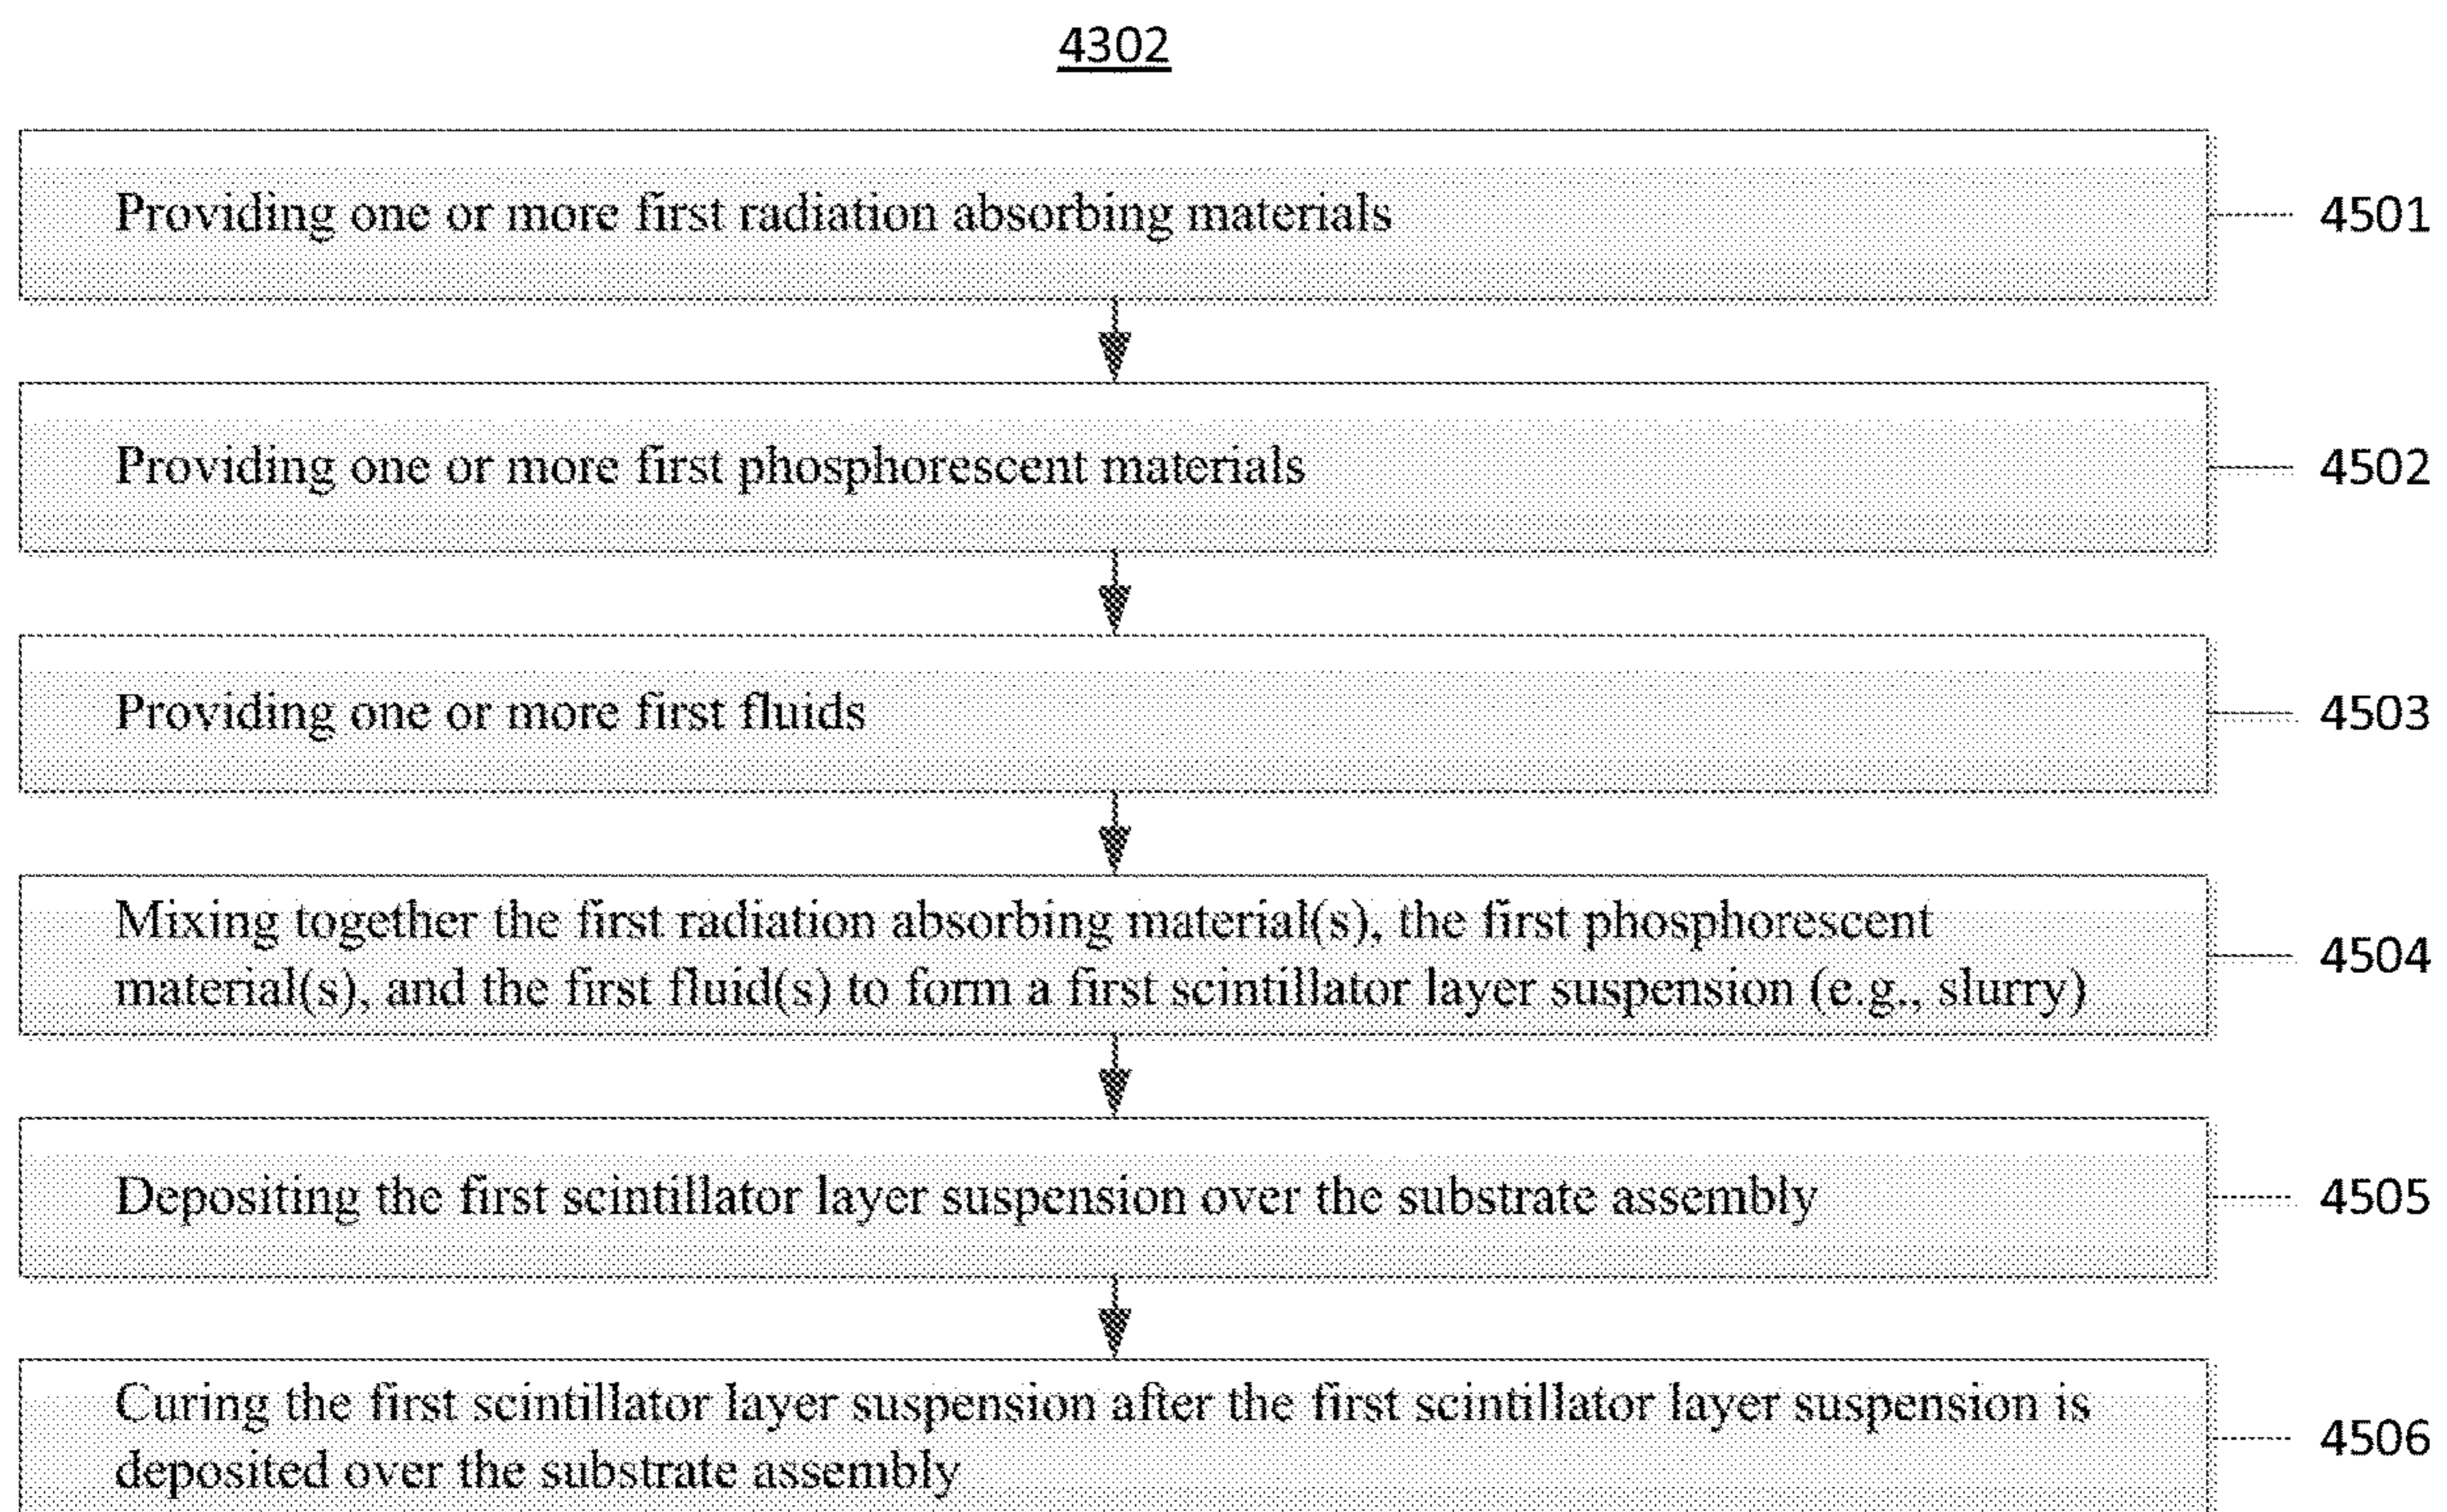 4302
Providing one or more first radiation absorbing materials
4501
Providing one or more first phosphorescent materials
4502
Providing one or more first fluids
4503
Mixing together the first radiation absorbing material(s), the first phosphorescent
material(s), and the first fluid(s) to form a first scintillator layer suspension (e.g., slurry)
4504
Depositing the first scintillator layer suspension over the substrate assembly
4505
Curing the first scintillator layer suspension after the first scintillator layer suspension is
deposited over the substrate assembly
4506